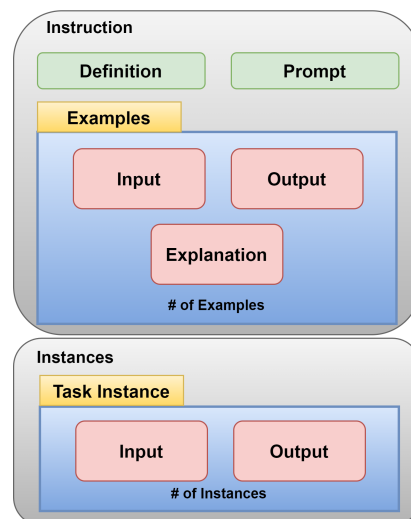 Instruction
Definition Prompt
Examples
Input Output
Explanation
# of Examples
Instances
Task Instance
Input Output
# of Instances